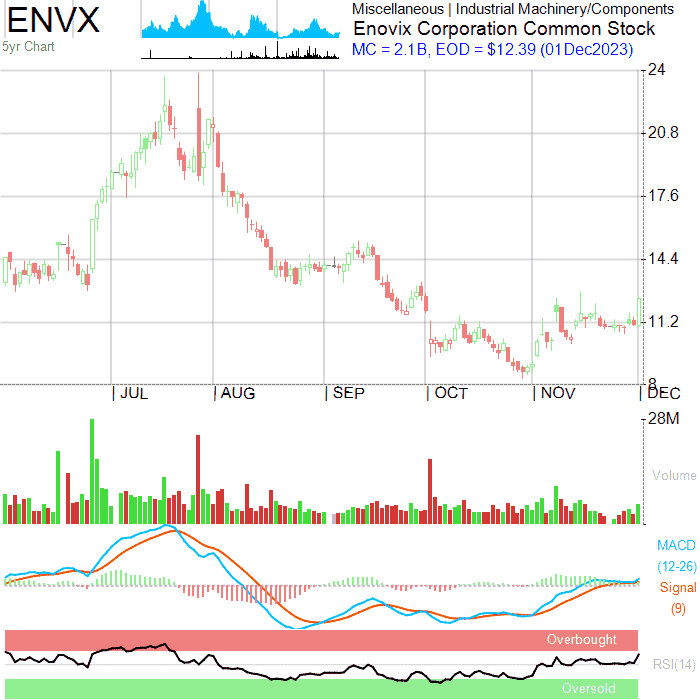 ENVX
5yr Chart
Miscellaneous | Industrial Machinery/Components
Enovix Corporation Common Stock
MC = 2.1B, EOD = $12.39 (01Dec2023)
24
20.8
17.6
14.4
11.2
8
| JUL | AUG | SEP | OCT | NOV | DEC
28M
Volume
MACD
(12-26)
Signal
(9)
Overbought
RSI(14)
Oversold